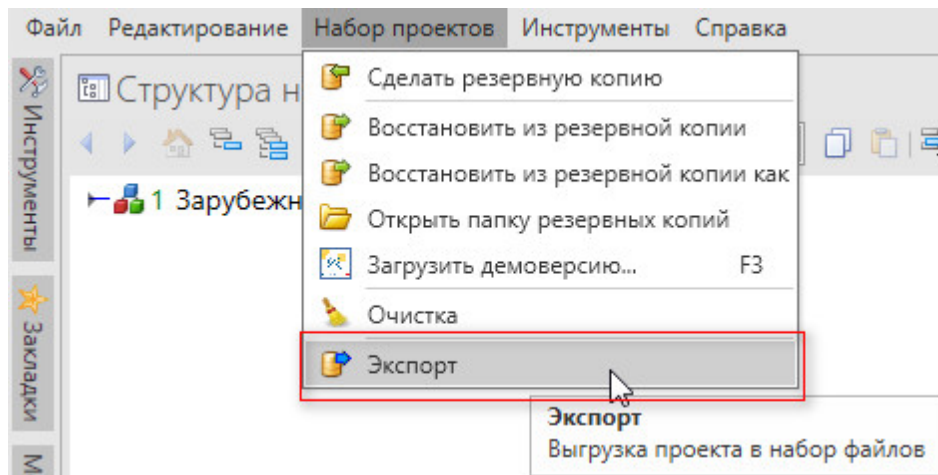 Файл Редактирование Набор проектов Инструменты Справка
Инструменты
Структура н
1 Зарубежн
Закладки
М
Сделать резервную копию
Восстановить из резервной копии
Восстановить из резервной копии как
Открыть папку резервных копий
Загрузить демоверсию... F3
Очистка
Экспорт
Экспорт
Выгрузка проекта в набор файлов